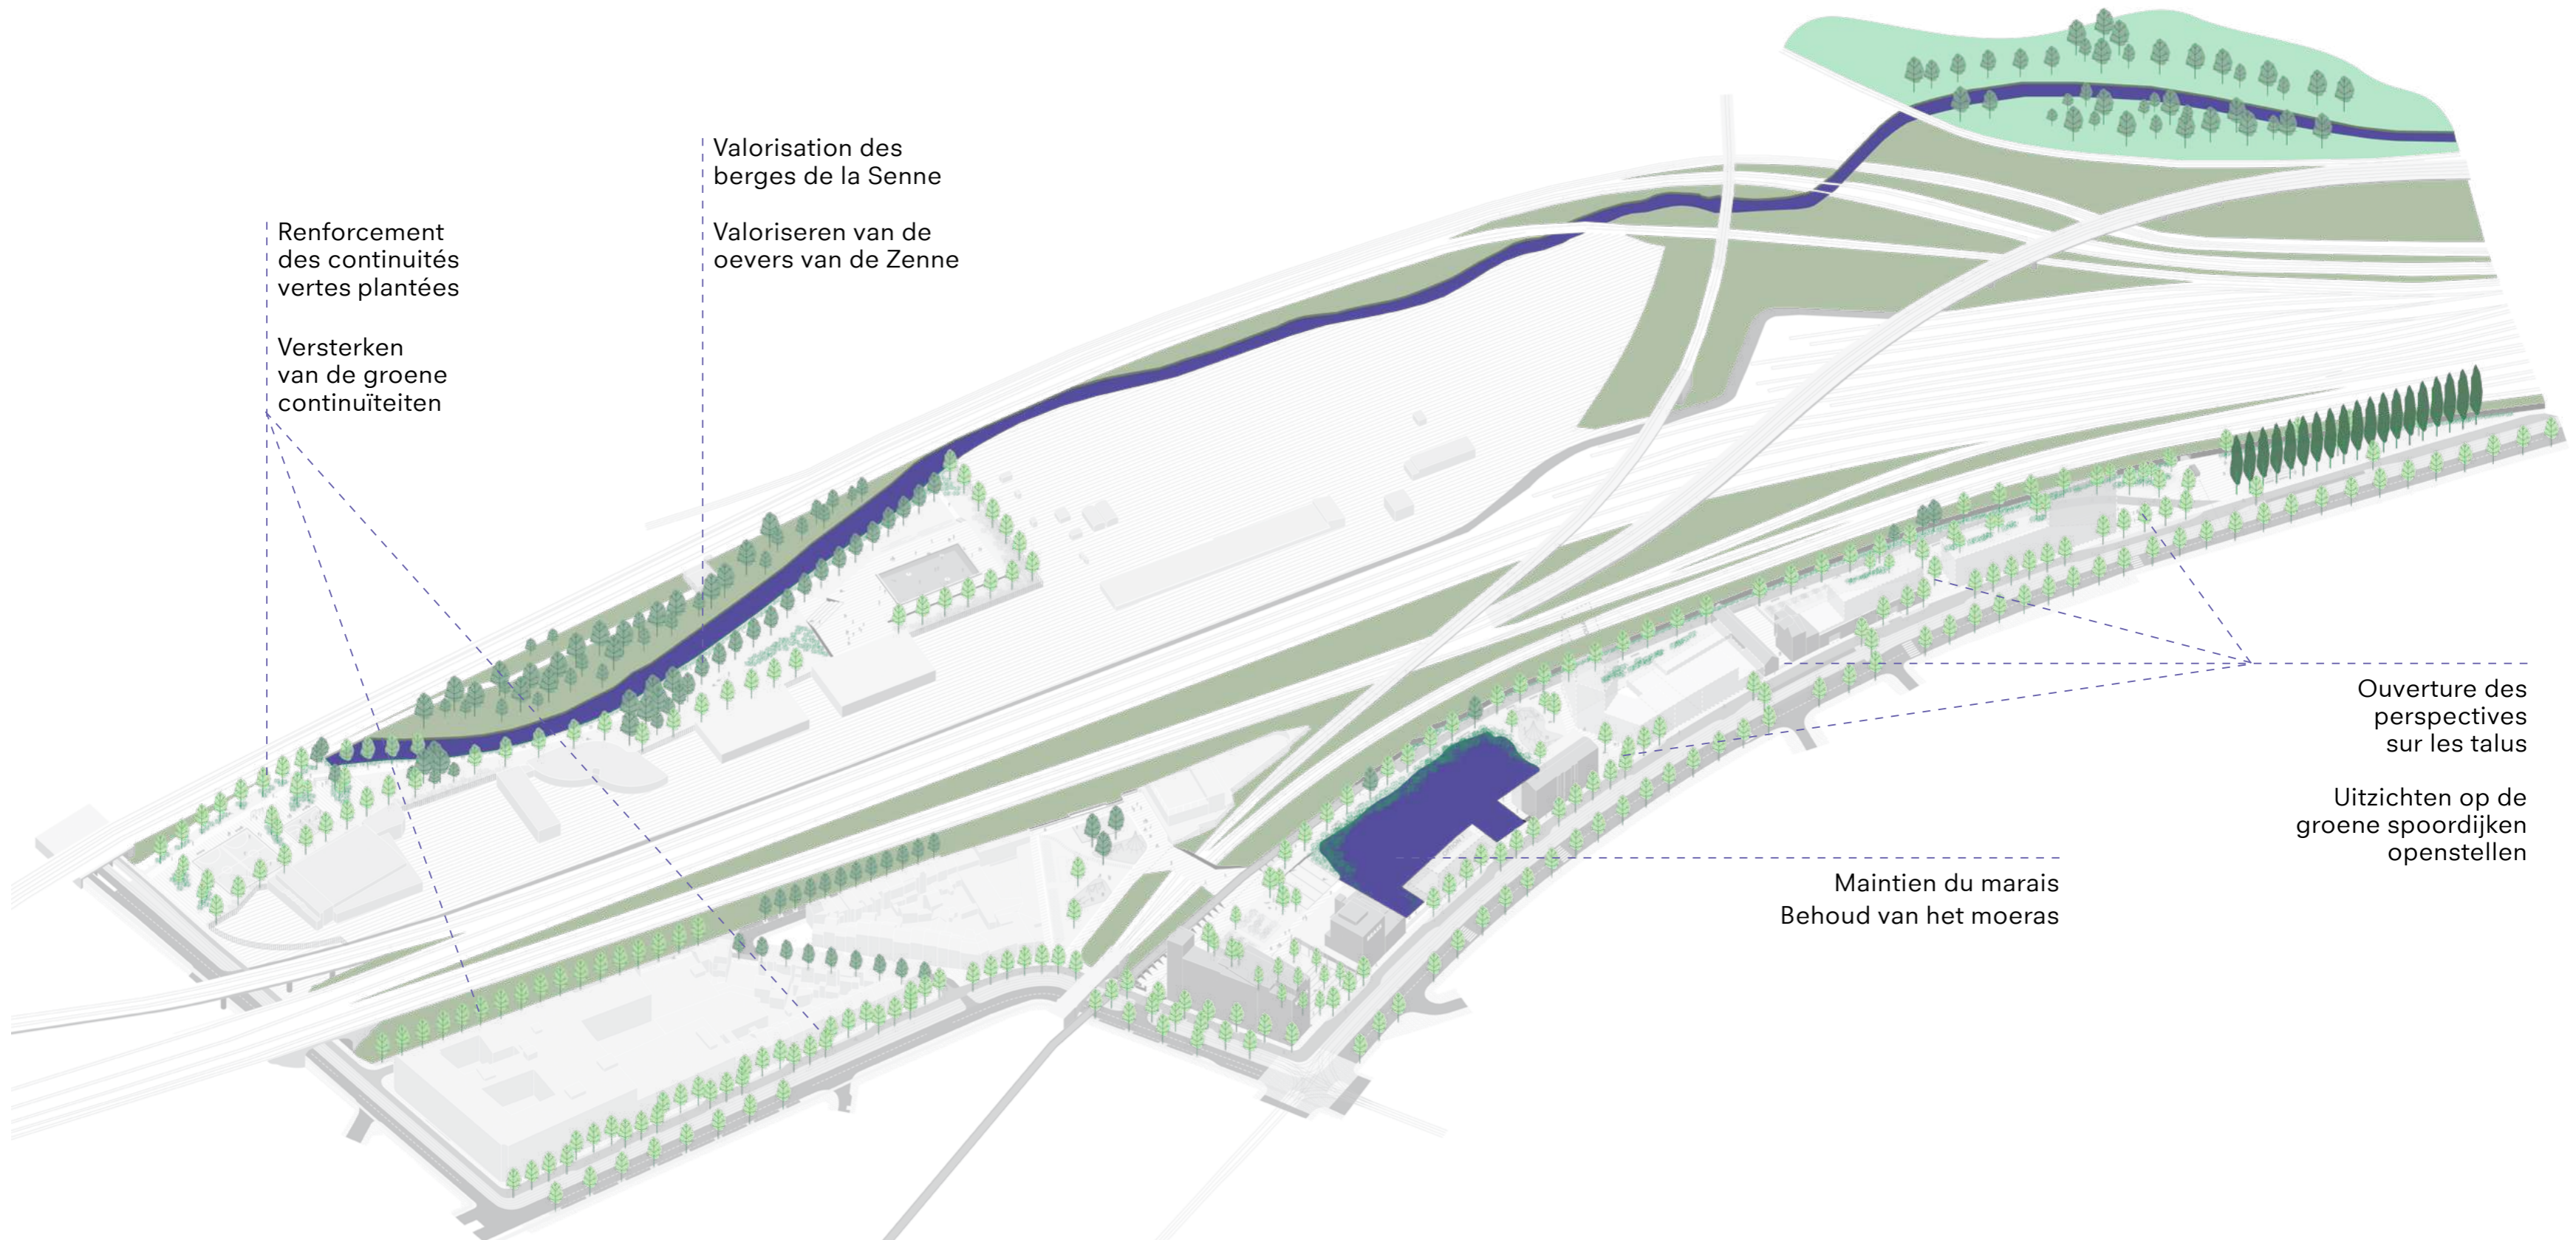 Valorisation des
berges de la Senne
Valoriseren van de
oevers van de Zenne
Renforcement
des continuités
vertes plantées
Versterken
van de groene
continuïteiten
Ouverture des
perspectives
sur les talus
Uitzichten op de
groene spoordijken
openstellen
Maintien du marais
Behoud van het moeras